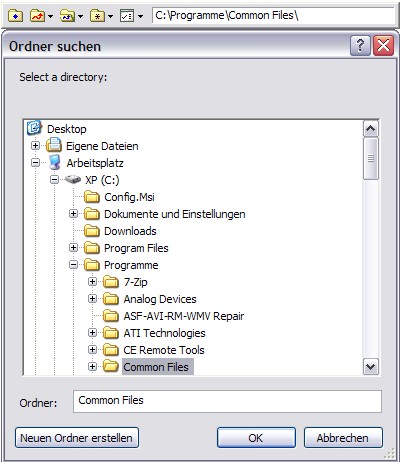 C:\Programme\Common Files\
Ordner suchen
Select a directory:
Desktop
Eigene Dateien
Arbeitsplatz
XP (C:)
Config.Msi
Dokumente und Einstellungen
Downloads
Program Files
Programme
7-Zip
Analog Devices
ASF-AVI-RM-WMV Repair
ATI Technologies
CE Remote Tools
Common Files
Ordner: Common Files
Neuen Ordner erstellen OK Abbrechen